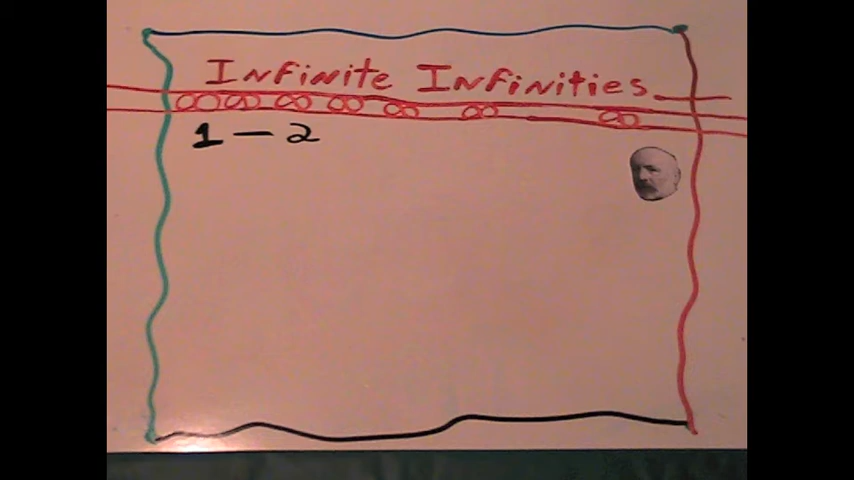 Infinite Infinities
∞ ∞ ∞ ∞ ∞ ∞ ∞
1 — 2